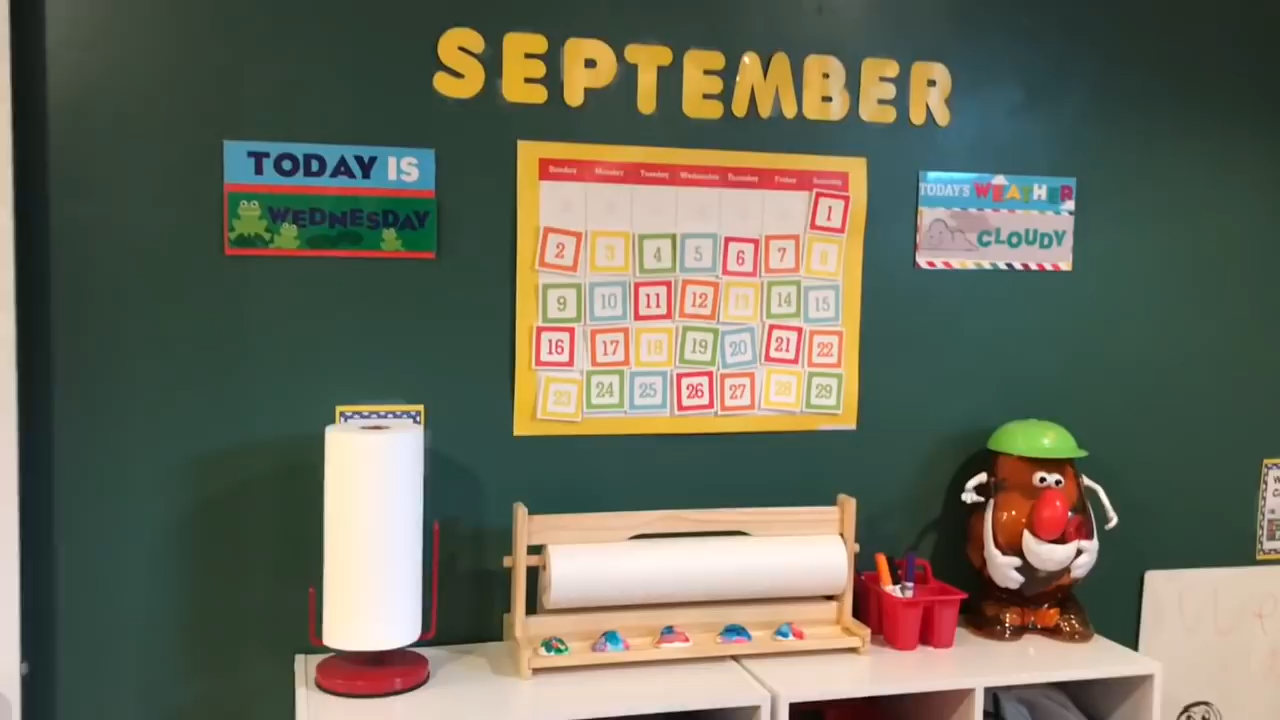 SEPTEMBER
TODAY IS
WEDNESDAY
TODAY'S WEATHER
CLOUDY
Sunday Monday Tuesday Wednesday Thursday Friday Saturday
1
2 3 4 5 6 7 8
9 10 11 12 13 14 15
16 17 18 19 20 21 22
23 24 25 26 27 28 29